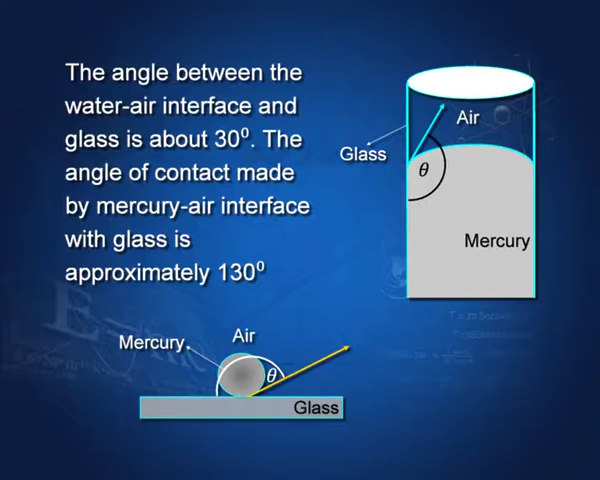 The angle between the
water-air interface and
glass is about 30⁰. The
angle of contact made
by mercury-air interface
with glass is
approximately 130⁰
Air
Glass
θ
Mercury
Air
Mercury
θ
Glass